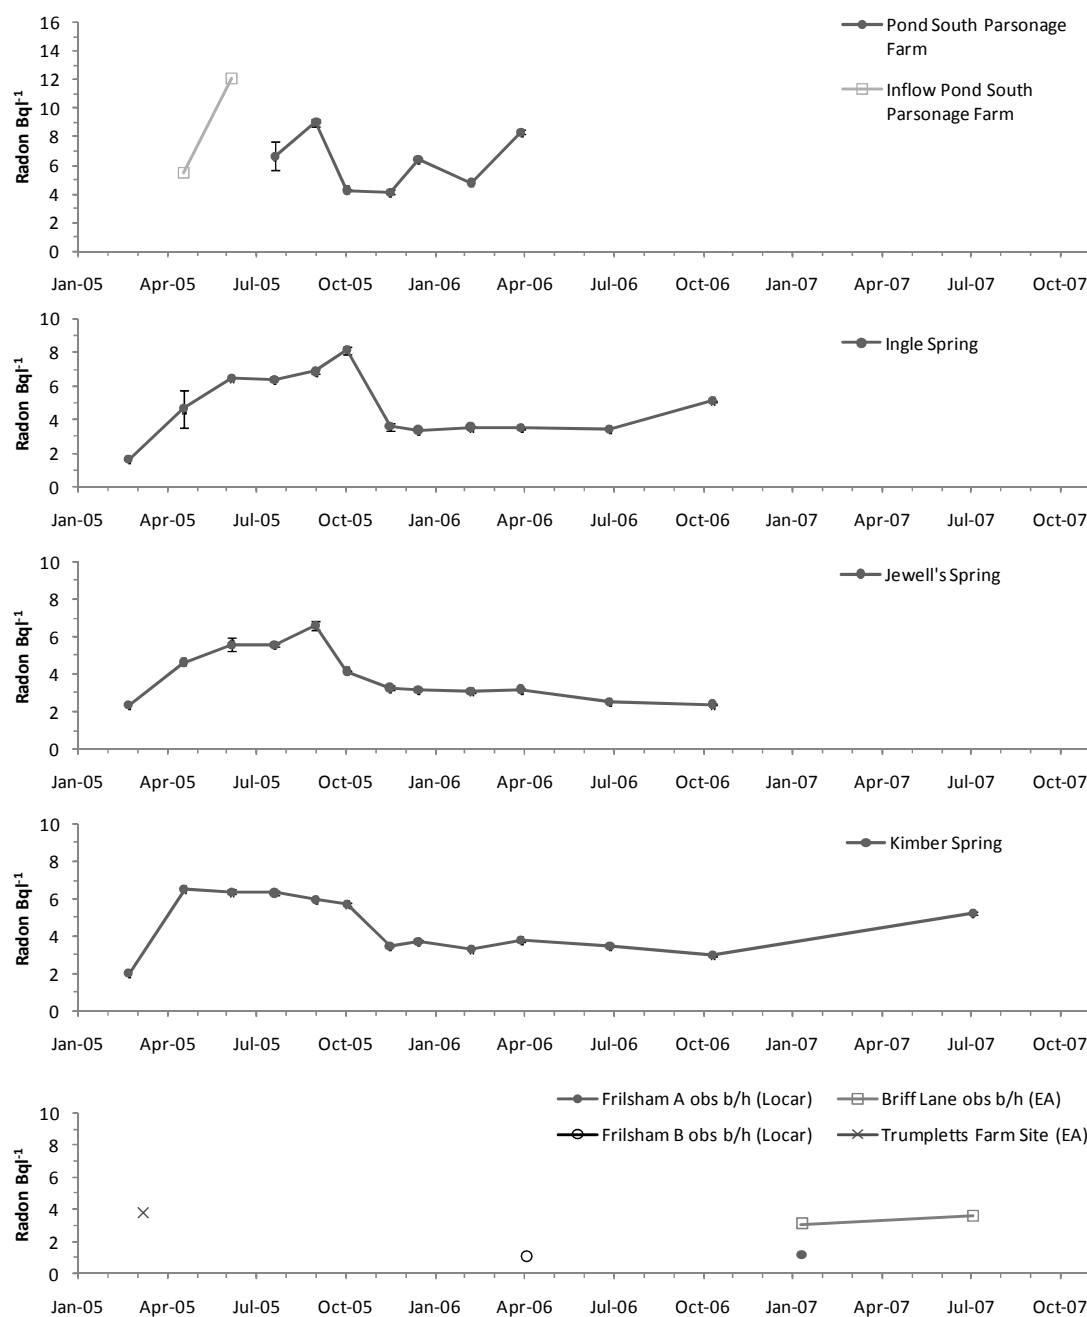 16
14
12
10
8
6
4
2
0
Radon Bql⁻¹
Pond South Parsonage
Farm
Inflow Pond South
Parsonage Farm
Jan-05 Apr-05 Jul-05 Oct-05 Jan-06 Apr-06 Jul-06 Oct-06 Jan-07 Apr-07 Jul-07 Oct-07
10
8
6
4
2
0
Radon Bql⁻¹
Ingle Spring
Jan-05 Apr-05 Jul-05 Oct-05 Jan-06 Apr-06 Jul-06 Oct-06 Jan-07 Apr-07 Jul-07 Oct-07
10
8
6
4
2
0
Radon Bql⁻¹
Jewell's Spring
Jan-05 Apr-05 Jul-05 Oct-05 Jan-06 Apr-06 Jul-06 Oct-06 Jan-07 Apr-07 Jul-07 Oct-07
10
8
6
4
2
0
Radon Bql⁻¹
Kimber Spring
Jan-05 Apr-05 Jul-05 Oct-05 Jan-06 Apr-06 Jul-06 Oct-06 Jan-07 Apr-07 Jul-07 Oct-07
10
8
6
4
2
0
Radon Bql⁻¹
Frilsham A obs b/h (Locar) Briff Lane obs b/h (EA)
Frilsham B obs b/h (Locar) Trumpletts Farm Site (EA)
Jan-05 Apr-05 Jul-05 Oct-05 Jan-06 Apr-06 Jul-06 Oct-06 Jan-07 Apr-07 Jul-07 Oct-07